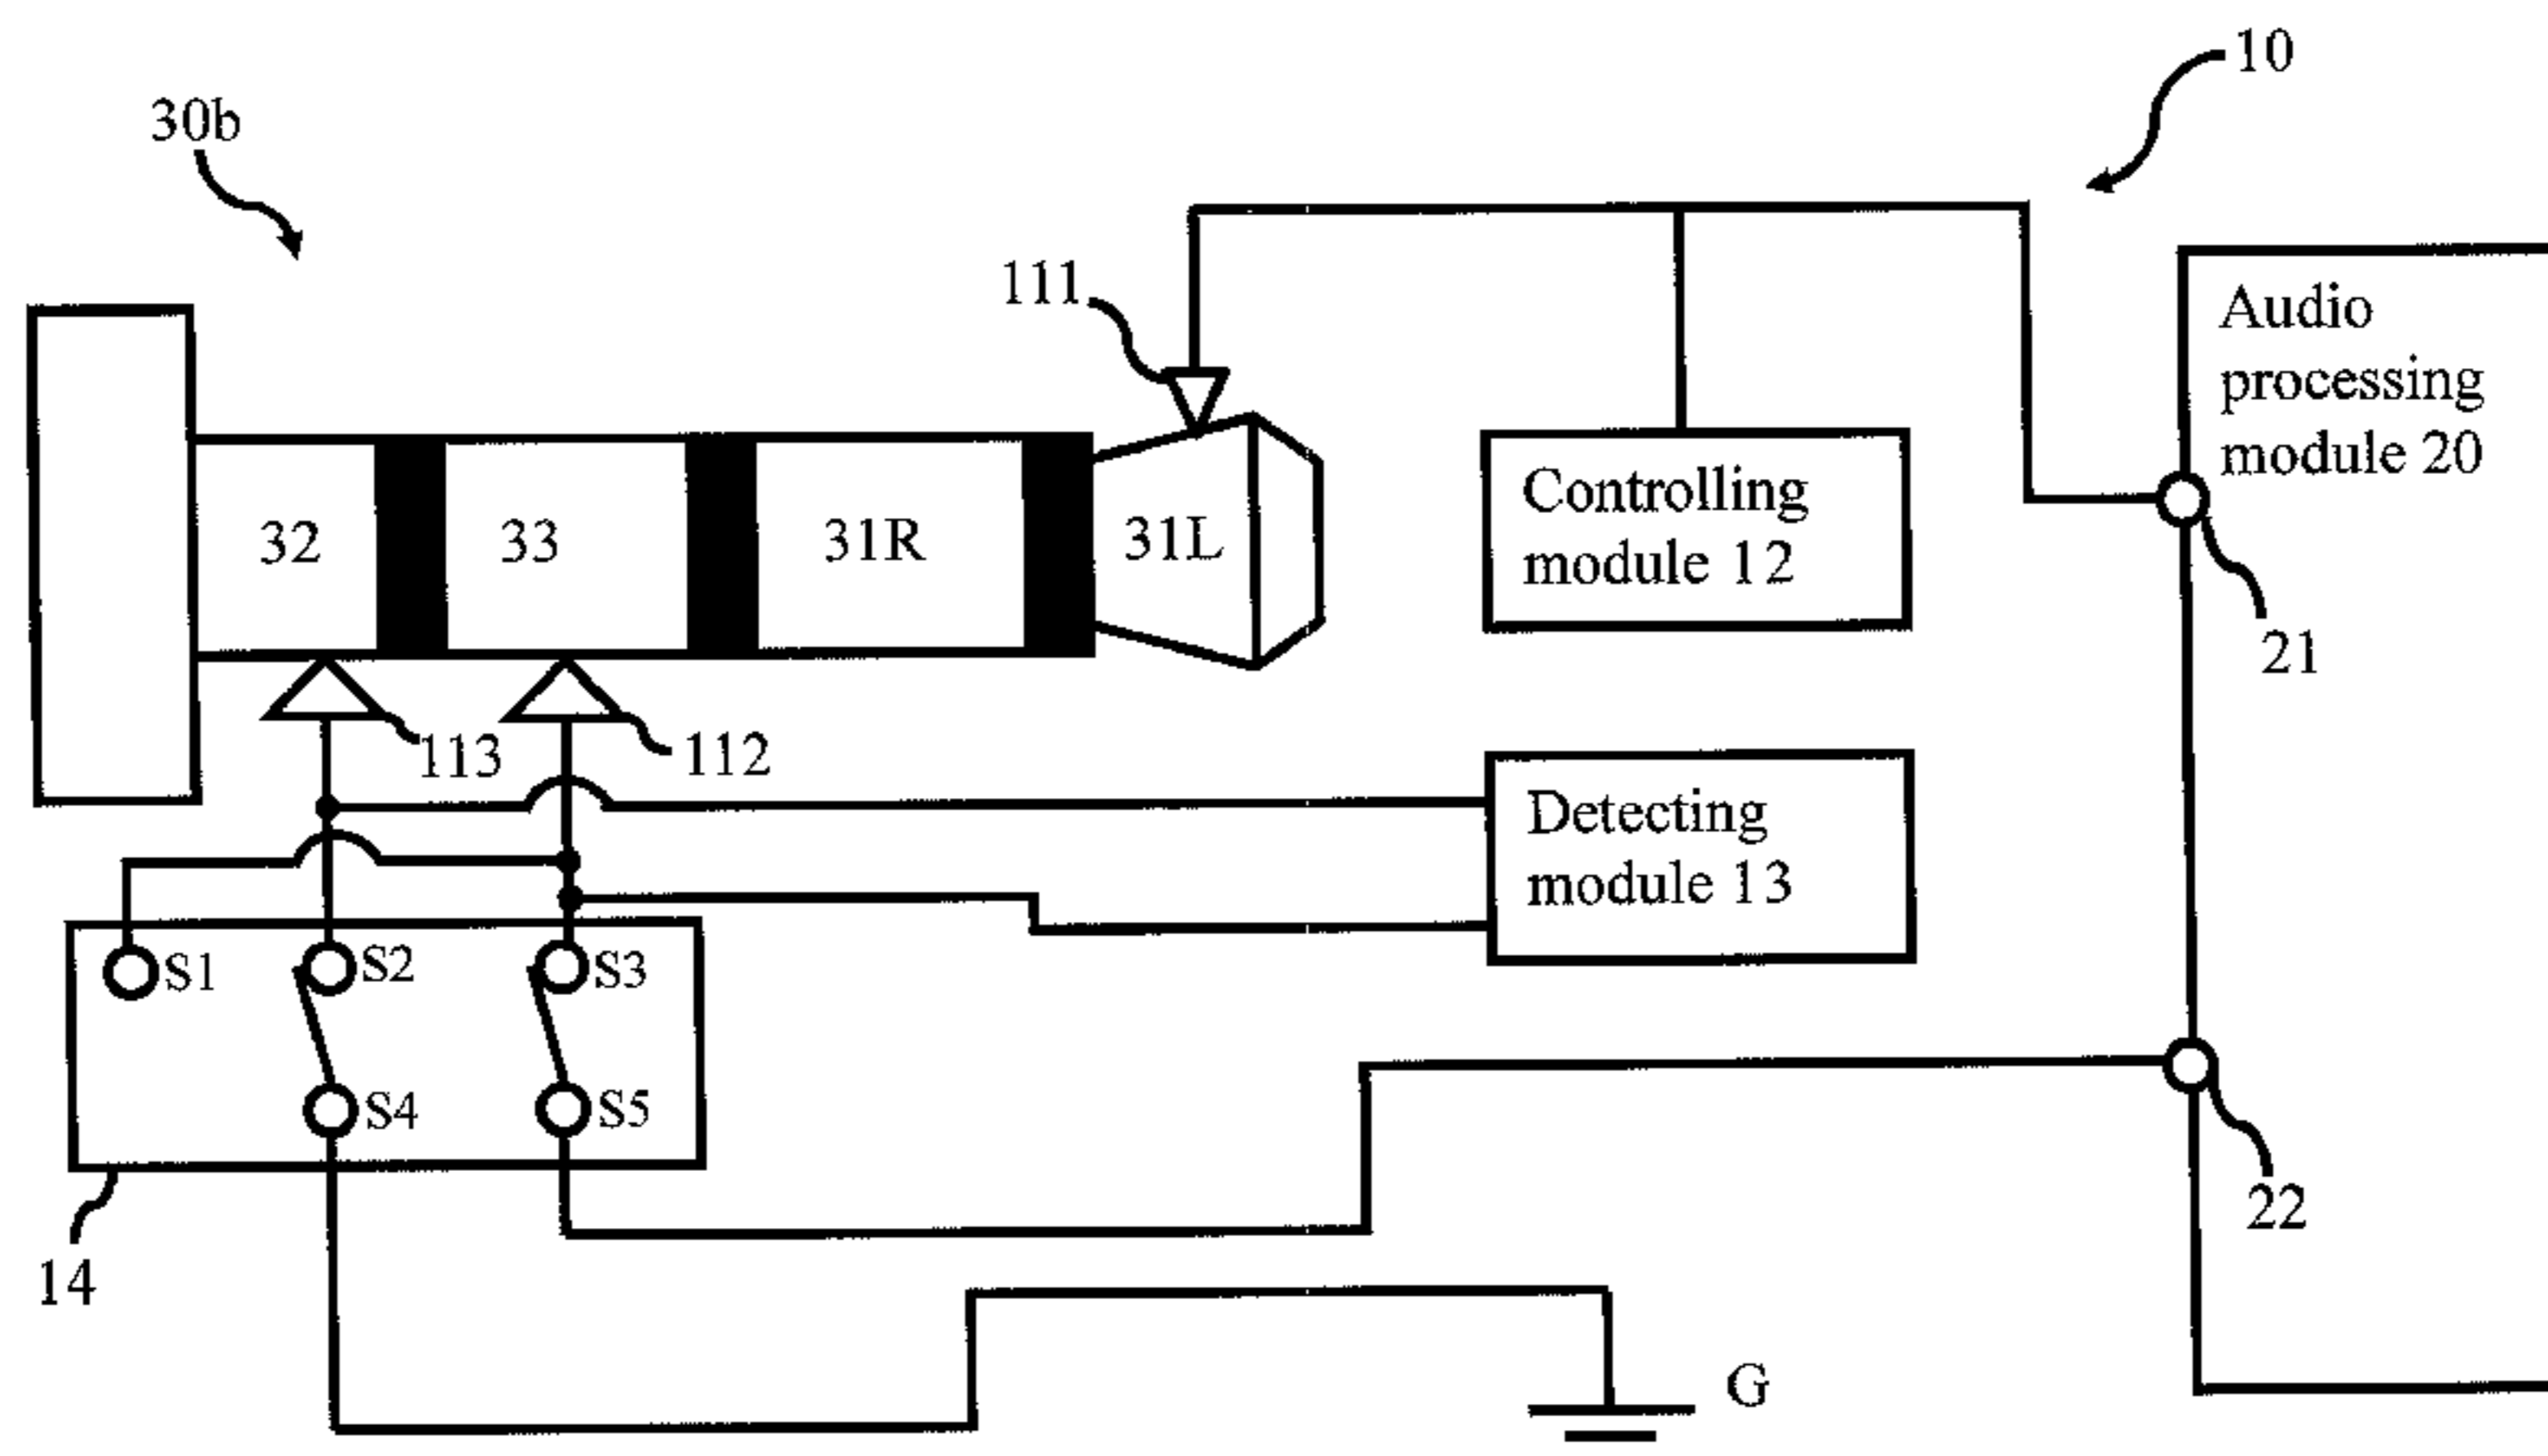 10
30b
111
Audio
processing
module 20
Controlling
module 12
32
33
31R
31L
21
113
112
Detecting
module 13
S1
S2
S3
S4
S5
22
14
G